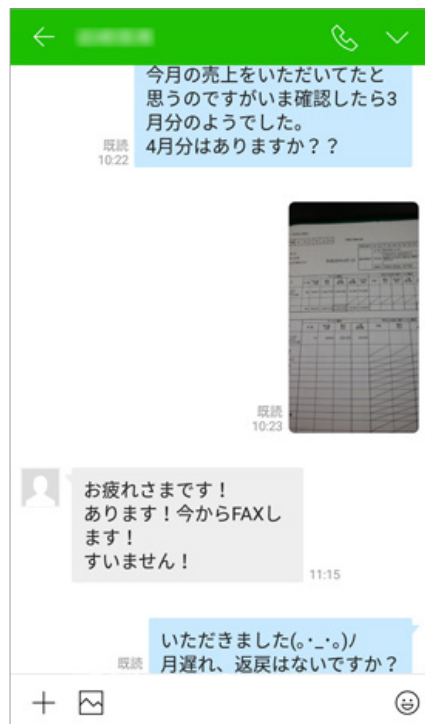 今月の売上をいただいてたと
思うのですがいま確認したら3
月分のようでした。
4月分はありますか？？
既読
10:22
既読
10:23
お疲れさまです！
あります！今からFAXし
ます！
すいません！
11:15
いただきました(｡･_･｡)ﾉ
月遅れ、返戻はないですか？
既読